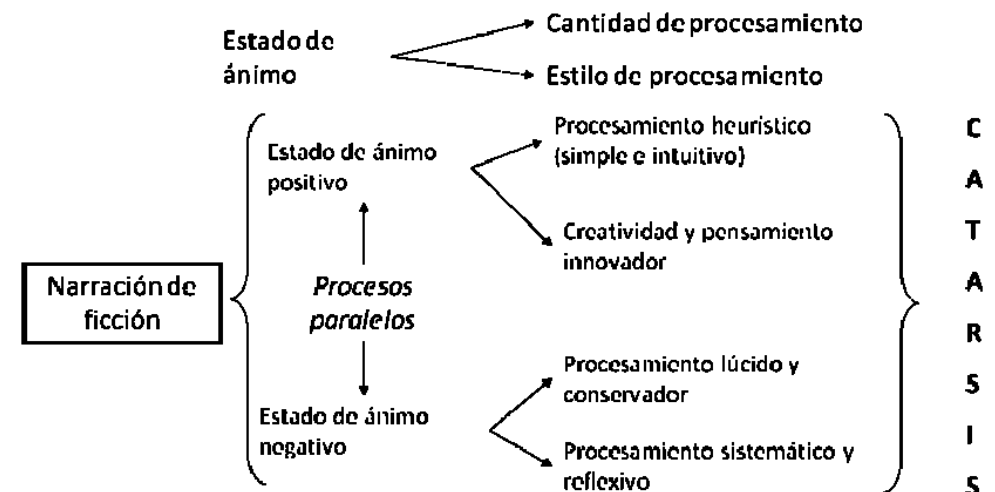 Estado de
ánimo
Cantidad de procesamiento
Estilo de procesamiento
Estado de ánimo
positivo
Procesamiento heurístico
(simple e intuitivo)
Creatividad y pensamiento
innovador
Narración de
ficción
Procesos
paralelos
Estado de ánimo
negativo
Procesamiento lúcido y
conservador
Procesamiento sistemático y
reflexivo
C
A
T
A
R
S
I
S